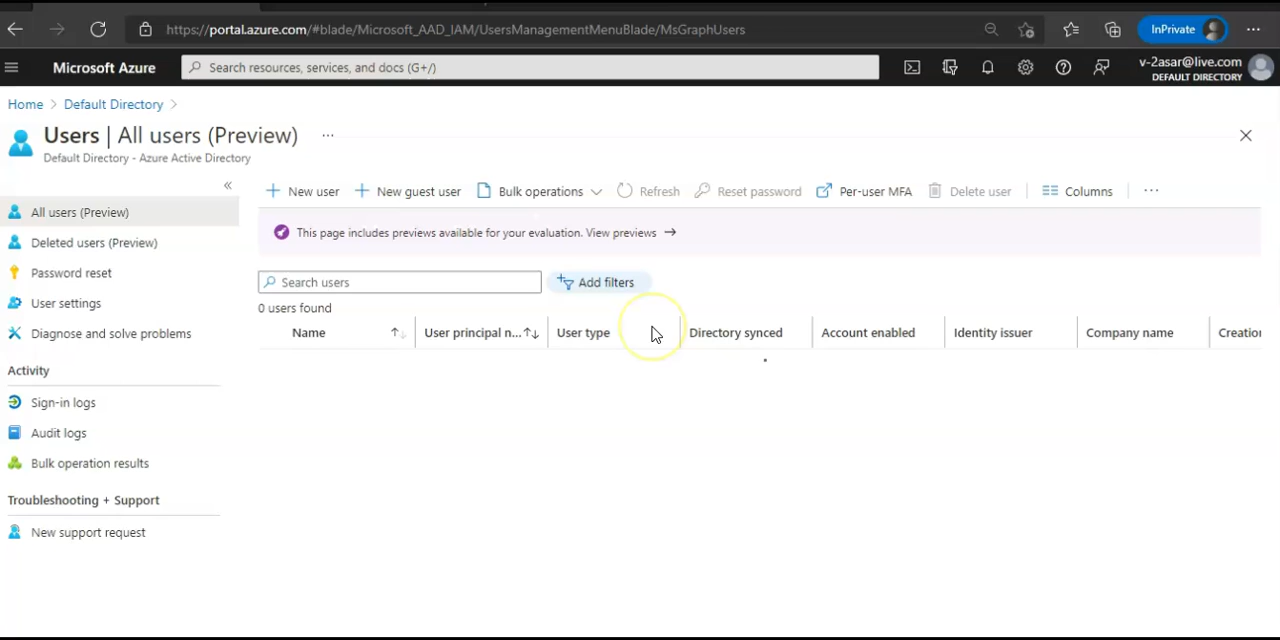 https://portal.azure.com/#blade/Microsoft_AAD_IAM/UsersManagementMenuBlade/MsGraphUsers
InPrivate
Microsoft Azure
Search resources, services, and docs (G+/)
v-2asar@live.com
DEFAULT DIRECTORY
Home > Default Directory >
Users | All users (Preview) ...
Default Directory - Azure Active Directory
«
New user
New guest user
Bulk operations
Refresh
Reset password
Per-user MFA
Delete user
Columns
...
All users (Preview)
Deleted users (Preview)
Password reset
User settings
Diagnose and solve problems
Activity
Sign-in logs
Audit logs
Bulk operation results
Troubleshooting + Support
New support request
This page includes previews available for your evaluation. View previews →
Search users
Add filters
0 users found
Name ↑↓ User principal n...↑↓ User type Directory synced Account enabled Identity issuer Company name Creation